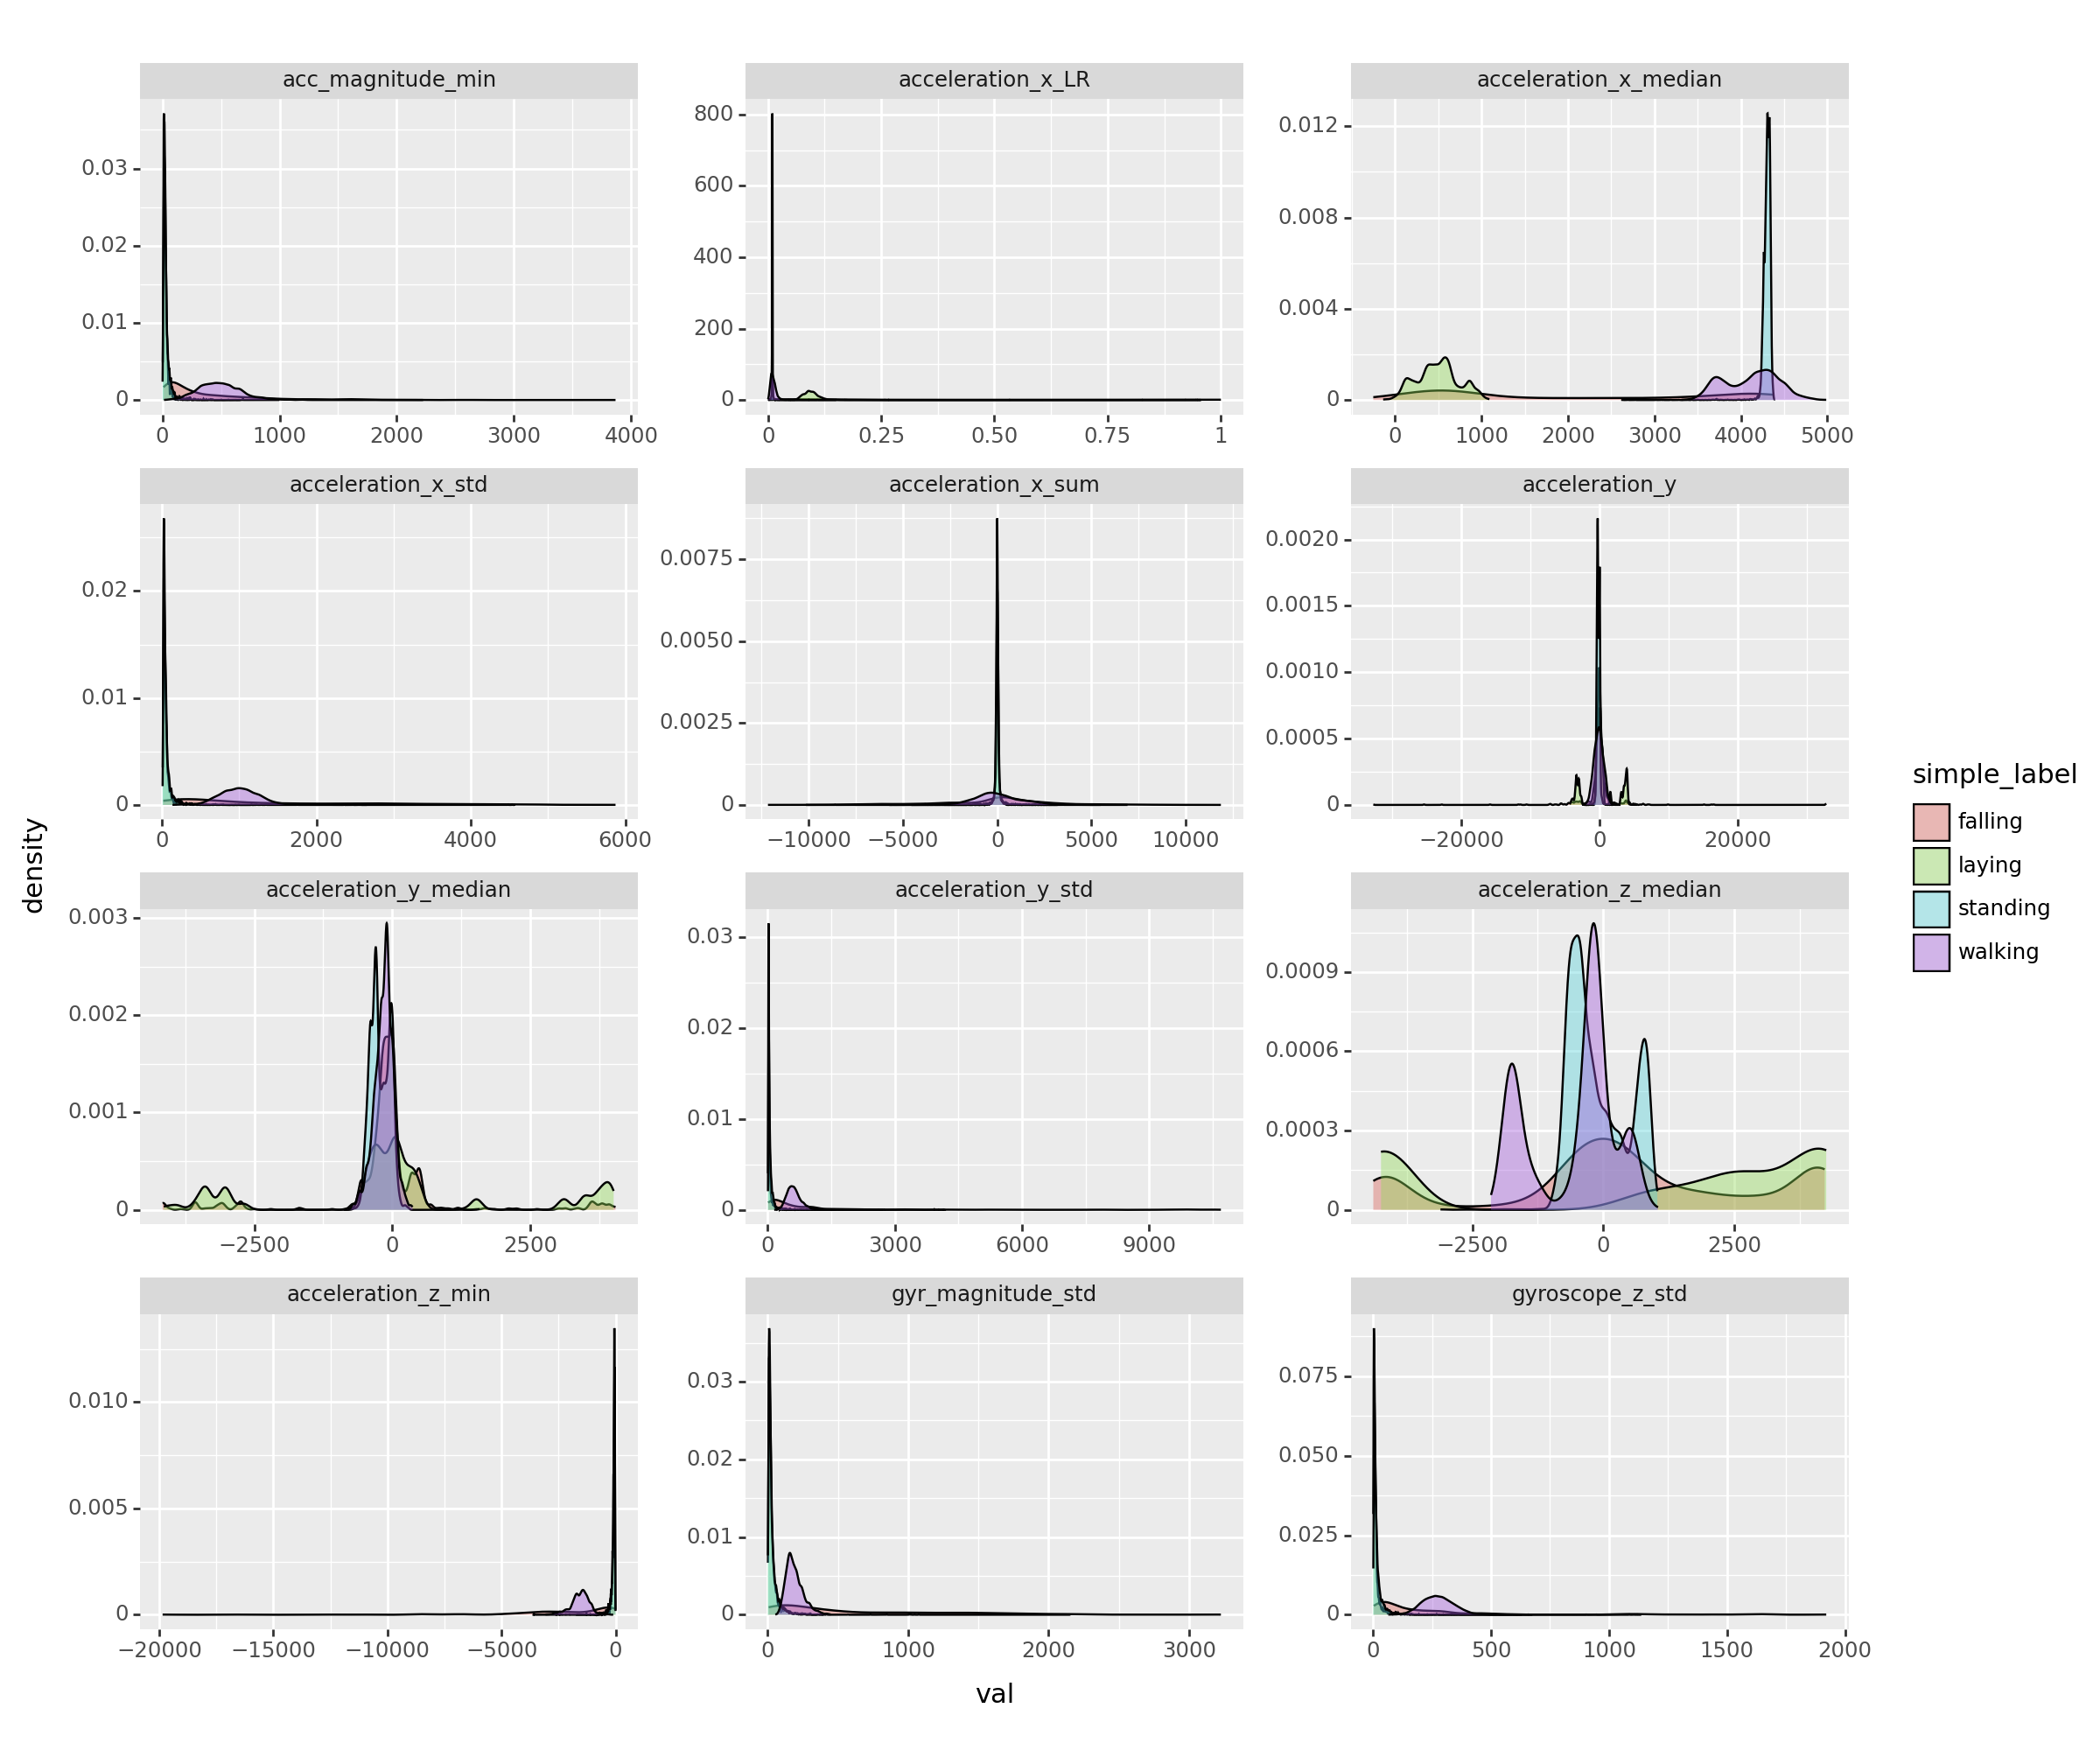 acc_magnitude_min
acceleration_x_LR
acceleration_x_median
0.03
0.02
0.01
0
0 1000 2000 3000 4000
800
600
400
200
0
0 0.25 0.50 0.75 1
0.012
0.008
0.004
0
0 1000 2000 3000 4000 5000
acceleration_x_std
acceleration_x_sum
acceleration_y
0.02
0.01
0
0 2000 4000 6000
0.0075
0.0050
0.0025
0
−10000 −5000 0 5000 10000
0.0020
0.0015
0.0010
0.0005
0
−20000 0 20000
acceleration_y_median
acceleration_y_std
acceleration_z_median
0.003
0.002
0.001
0
−2500 0 2500
0.03
0.02
0.01
0
0 3000 6000 9000
0.0009
0.0006
0.0003
0
−2500 0 2500
acceleration_z_min
gyr_magnitude_std
gyroscope_z_std
0.010
0.005
0
−20000 −15000 −10000 −5000 0
0.03
0.02
0.01
0
0 1000 2000 3000
0.075
0.050
0.025
0
0 500 1000 1500 2000
density
val
simple_label
falling
laying
standing
walking